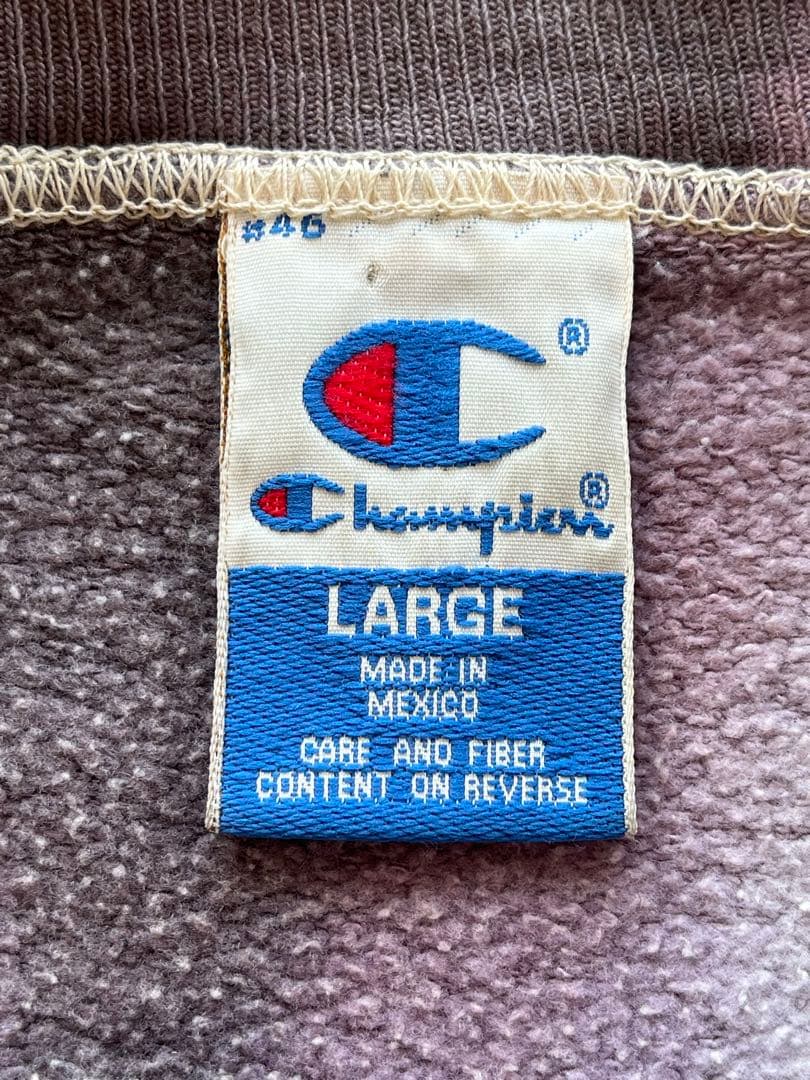 #46
®
Champion®
LARGE
MADE IN
MEXICO
CARE AND FIBER
CONTENT ON REVERSE